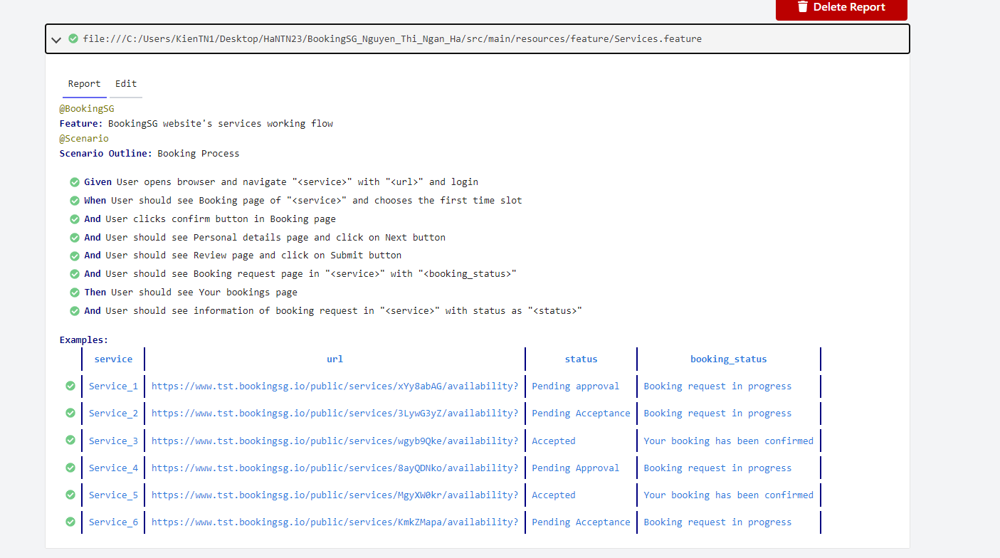 Delete Report
file:///C:/Users/KienTN1/Desktop/HaNTN23/BookingSG_Nguyen_Thi_Ngan_Ha/src/main/resources/feature/Services.feature
Report Edit
@BookingSG
Feature: BookingSG website's services working flow
@Scenario
Scenario Outline: Booking Process
Given User opens browser and navigate "<service>" with "<url>" and login
When User should see Booking page of "<service>" and chooses the first time slot
And User clicks confirm button in Booking page
And User should see Personal details page and click on Next button
And User should see Review page and click on Submit button
And User should see Booking request page in "<service>" with "<booking_status>"
Then User should see Your bookings page
And User should see information of booking request in "<service>" with status as "<status>"
Examples:
service url status booking_status
Service_1 https://www.tst.bookingsg.io/public/services/xYy8abAG/availability? Pending approval Booking request in progress
Service_2 https://www.tst.bookingsg.io/public/services/3LywG3yZ/availability? Pending Acceptance Booking request in progress
Service_3 https://www.tst.bookingsg.io/public/services/wgyb9Qke/availability? Accepted Your booking has been confirmed
Service_4 https://www.tst.bookingsg.io/public/services/8ayQDNko/availability? Pending Approval Booking request in progress
Service_5 https://www.tst.bookingsg.io/public/services/MgyXW0kr/availability? Accepted Your booking has been confirmed
Service_6 https://www.tst.bookingsg.io/public/services/KmkZMapa/availability? Pending Acceptance Booking request in progress